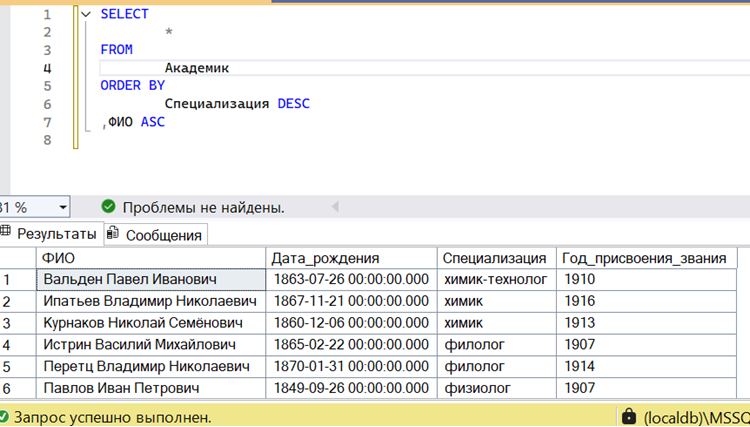 1 SELECT
2 *
3 FROM
4 Академик
5 ORDER BY
6 Специализация DESC
7 ,ФИО ASC
8
31 % Проблемы не найдены.
Результаты Сообщения
ФИО Дата_рождения Специализация Год_присвоения_звания
1 Вальден Павел Иванович 1863-07-26 00:00:00.000 химик-технолог 1910
2 Ипатьев Владимир Николаевич 1867-11-21 00:00:00.000 химик 1916
3 Курнаков Николай Семёнович 1860-12-06 00:00:00.000 химик 1913
4 Истрин Василий Михайлович 1865-02-22 00:00:00.000 филолог 1907
5 Перетц Владимир Николаевич 1870-01-31 00:00:00.000 филолог 1914
6 Павлов Иван Петрович 1849-09-26 00:00:00.000 физиолог 1907
Запрос успешно выполнен. (localdb)\MSSQ